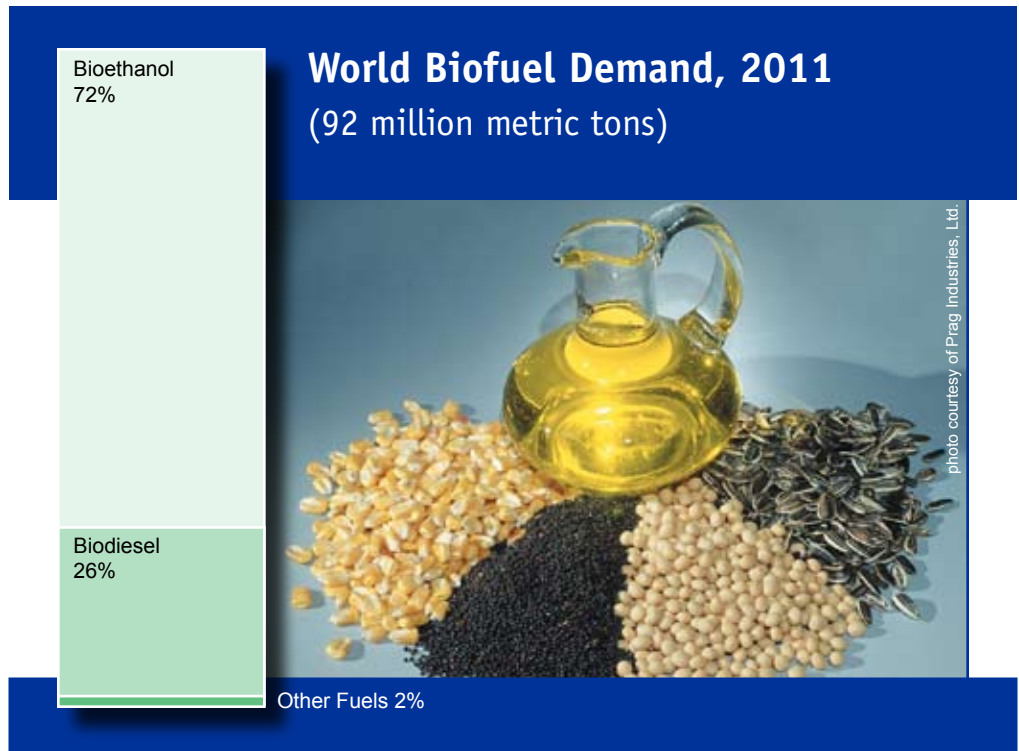 World Biofuel Demand, 2011
(92 million metric tons)
Bioethanol
72%
Biodiesel
26%
Other Fuels 2%
photo courtesy of Prag Industries, Ltd.